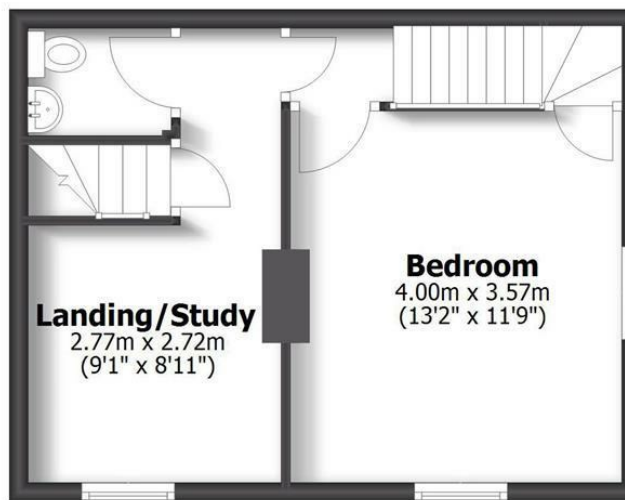 Landing/Study
2.77m x 2.72m
(9'1" x 8'11")
Bedroom
4.00m x 3.57m
(13'2" x 11'9")